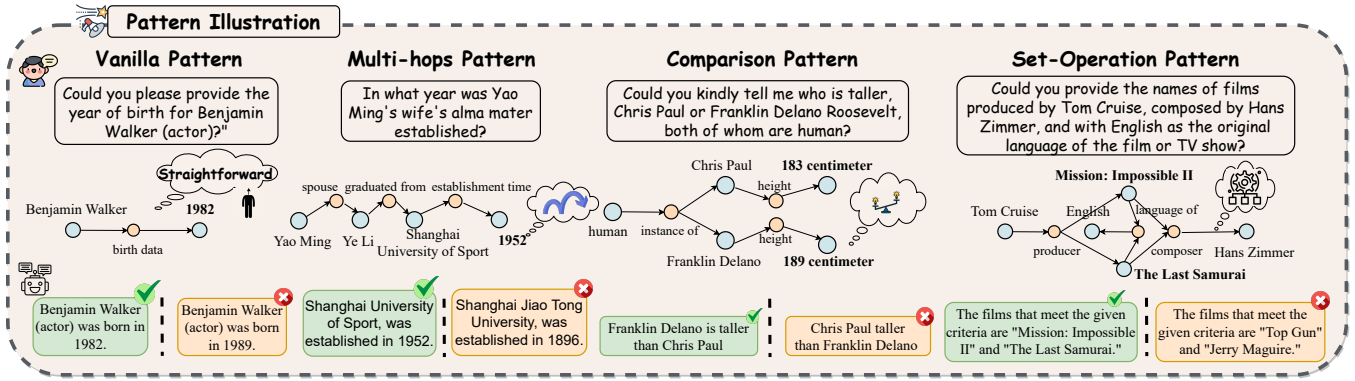 Pattern Illustration
Vanilla Pattern
Could you please provide the
year of birth for Benjamin
Walker (actor)?"
Straightforward
Benjamin Walker
1982
birth data
Benjamin Walker
(actor) was born in
1982.
Benjamin Walker
(actor) was born
in 1989.
Multi-hops Pattern
In what year was Yao
Ming's wife's alma mater
established?
spouse graduated from establishment time
Yao Ming
Ye Li
Shanghai
University of Sport
1952
Shanghai University
of Sport, was
established in 1952.
Shanghai Jiao Tong
University, was
established in 1896.
Comparison Pattern
Could you kindly tell me who is taller,
Chris Paul or Franklin Delano Roosevelt,
both of whom are human?
Chris Paul
183 centimeter
height
human
instance of
height
Franklin Delano
189 centimeter
Franklin Delano is taller
than Chris Paul
Chris Paul taller
than Franklin Delano
Set-Operation Pattern
Could you provide the names of films
produced by Tom Cruise, composed by Hans
Zimmer, and with English as the original
language of the film or TV show?
Mission: Impossible II
Tom Cruise
English
language of
producer
composer
Hans Zimmer
The Last Samurai
The films that meet the given
criteria are "Mission: Impossible
II" and "The Last Samurai."
The films that meet the
given criteria are "Top Gun"
and "Jerry Maguire."